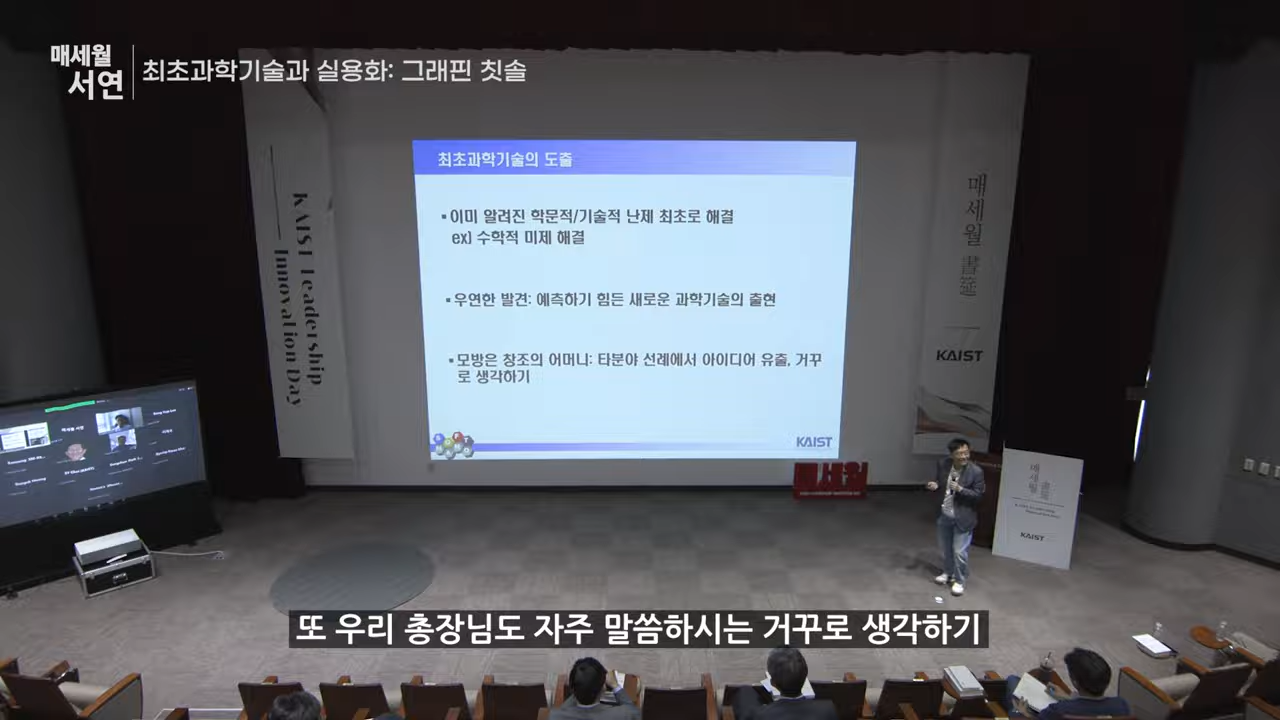 매세월
서연
최초과학기술과 실용화: 그래핀 칫솔
KAIST Leadership
Innovation Day
최초과학기술의 도출
▪이미 알려진 학문적/기술적 난제 최초로 해결
ex) 수학적 미제 해결
▪우연한 발견: 예측하기 힘든 새로운 과학기술의 출현
▪모방은 창조의 어머니: 타분야 선례에서 아이디어 유출, 거꾸
로 생각하기
KAIST
매세월 書筵
KAIST
매세월
매세월 書筵
KAIST
또 우리 총장님도 자주 말씀하시는 거꾸로 생각하기